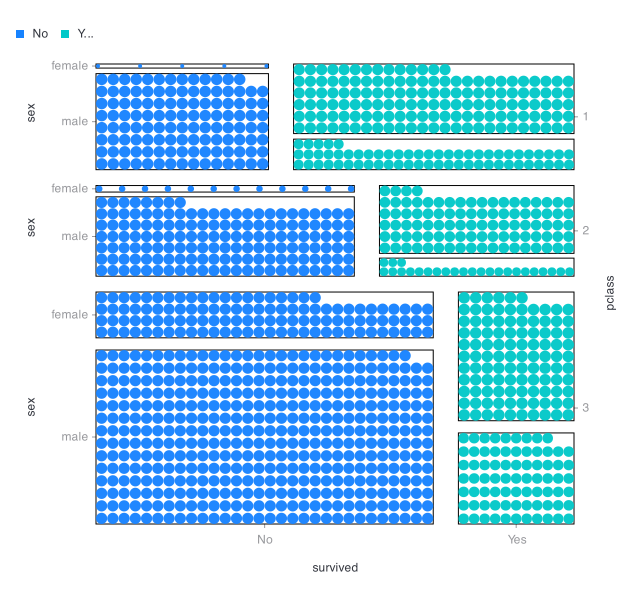 No Y...
female
sex
male
1
female
sex
male
2
pclass
female
sex
male
3
No Yes
survived